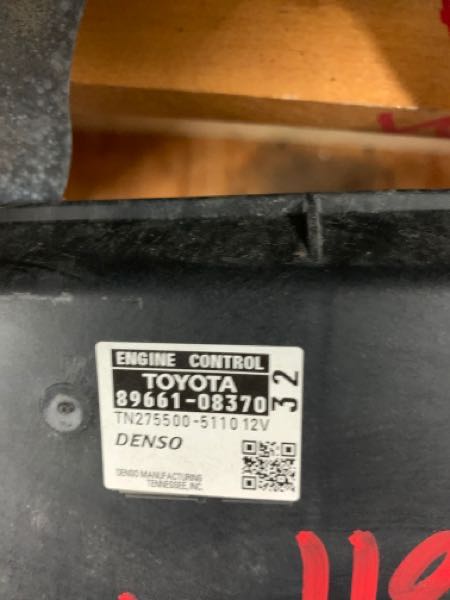 ENGINE CONTROL
TOYOTA
89661-08370
32
TN275500-5110 12V
DENSO
DENSO MANUFACTURING
TENNESSEE, INC.